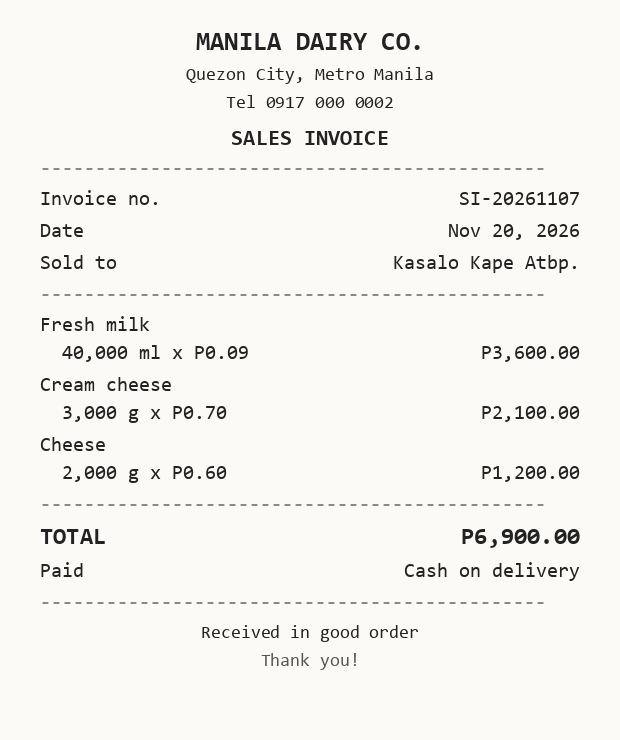 MANILA DAIRY CO.
Quezon City, Metro Manila
Tel 0917 000 0002
SALES INVOICE
----------------------------------------------
Invoice no. SI-20261107
Date Nov 20, 2026
Sold to Kasalo Kape Atbp.
----------------------------------------------
Fresh milk
40,000 ml x P0.09 P3,600.00
Cream cheese
3,000 g x P0.70 P2,100.00
Cheese
2,000 g x P0.60 P1,200.00
----------------------------------------------
TOTAL P6,900.00
Paid Cash on delivery
----------------------------------------------
Received in good order
Thank you!